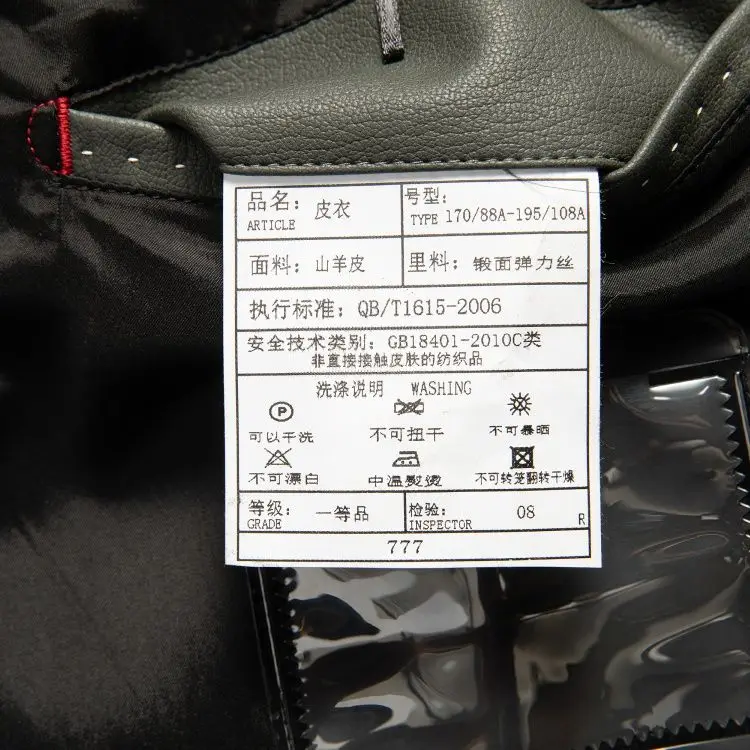 品名: 皮衣 号型:
ARTICLE TYPE 170/88A-195/108A
面料: 山羊皮 里料: 锻面弹力丝
执行标准: QB/T1615-2006
安全技术类别: GB18401-2010C类
非直接接触皮肤的纺织品
洗涤说明 WASHING
P
可以干洗 不可扭干 不可暴晒
不可漂白 中温熨烫 不可转笼翻转干燥
等级: 一等品 检验: 08 R
GRADE INSPECTOR
777